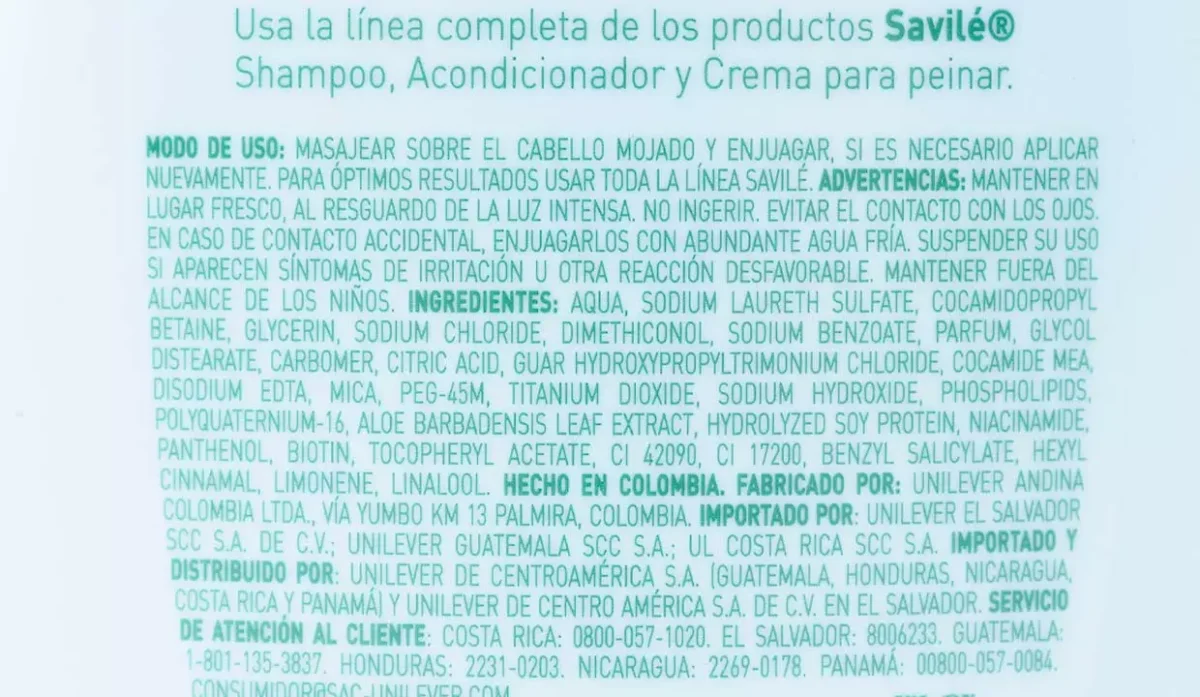 Usa la línea completa de los productos Savilé®
Shampoo, Acondicionador y Crema para peinar.
MODO DE USO: MASAJEAR SOBRE EL CABELLO MOJADO Y ENJUAGAR, SI ES NECESARIO APLICAR
NUEVAMENTE. PARA ÓPTIMOS RESULTADOS USAR TODA LA LÍNEA SAVILÉ. ADVERTENCIAS: MANTENER EN
LUGAR FRESCO, AL RESGUARDO DE LA LUZ INTENSA. NO INGERIR. EVITAR EL CONTACTO CON LOS OJOS.
EN CASO DE CONTACTO ACCIDENTAL, ENJUAGARLOS CON ABUNDANTE AGUA FRÍA. SUSPENDER SU USO
SI APARECEN SÍNTOMAS DE IRRITACIÓN U OTRA REACCIÓN DESFAVORABLE. MANTENER FUERA DEL
ALCANCE DE LOS NIÑOS. INGREDIENTES: AQUA, SODIUM LAURETH SULFATE, COCAMIDOPROPYL
BETAINE, GLYCERIN, SODIUM CHLORIDE, DIMETHICONOL, SODIUM BENZOATE, PARFUM, GLYCOL
DISTEARATE, CARBOMER, CITRIC ACID, GUAR HYDROXYPROPYLTRIMONIUM CHLORIDE, COCAMIDE MEA,
DISODIUM EDTA, MICA, PEG-45M, TITANIUM DIOXIDE, SODIUM HYDROXIDE, PHOSPHOLIPIDS,
POLYQUATERNIUM-16, ALOE BARBADENSIS LEAF EXTRACT, HYDROLYZED SOY PROTEIN, NIACINAMIDE,
PANTHENOL, BIOTIN, TOCOPHERYL ACETATE, CI 42090, CI 17200, BENZYL SALICYLATE, HEXYL
CINNAMAL, LIMONENE, LINALOOL. HECHO EN COLOMBIA. FABRICADO POR: UNILEVER ANDINA
COLOMBIA LTDA., VÍA YUMBO KM 13 PALMIRA, COLOMBIA. IMPORTADO POR: UNILEVER EL SALVADOR
SCC S.A. DE C.V.; UNILEVER GUATEMALA SCC S.A.; UL COSTA RICA SCC S.A. IMPORTADO Y
DISTRIBUIDO POR: UNILEVER DE CENTROAMÉRICA S.A. (GUATEMALA, HONDURAS, NICARAGUA,
COSTA RICA Y PANAMÁ) Y UNILEVER DE CENTRO AMÉRICA S.A. DE C.V. EN EL SALVADOR. SERVICIO
DE ATENCIÓN AL CLIENTE: COSTA RICA: 0800-057-1020. EL SALVADOR: 8006233. GUATEMALA:
1-801-135-3837. HONDURAS: 2231-0203. NICARAGUA: 2269-0178. PANAMÁ: 00800-057-0084.
CONSUMIDOR@SAC-UNILEVER.COM